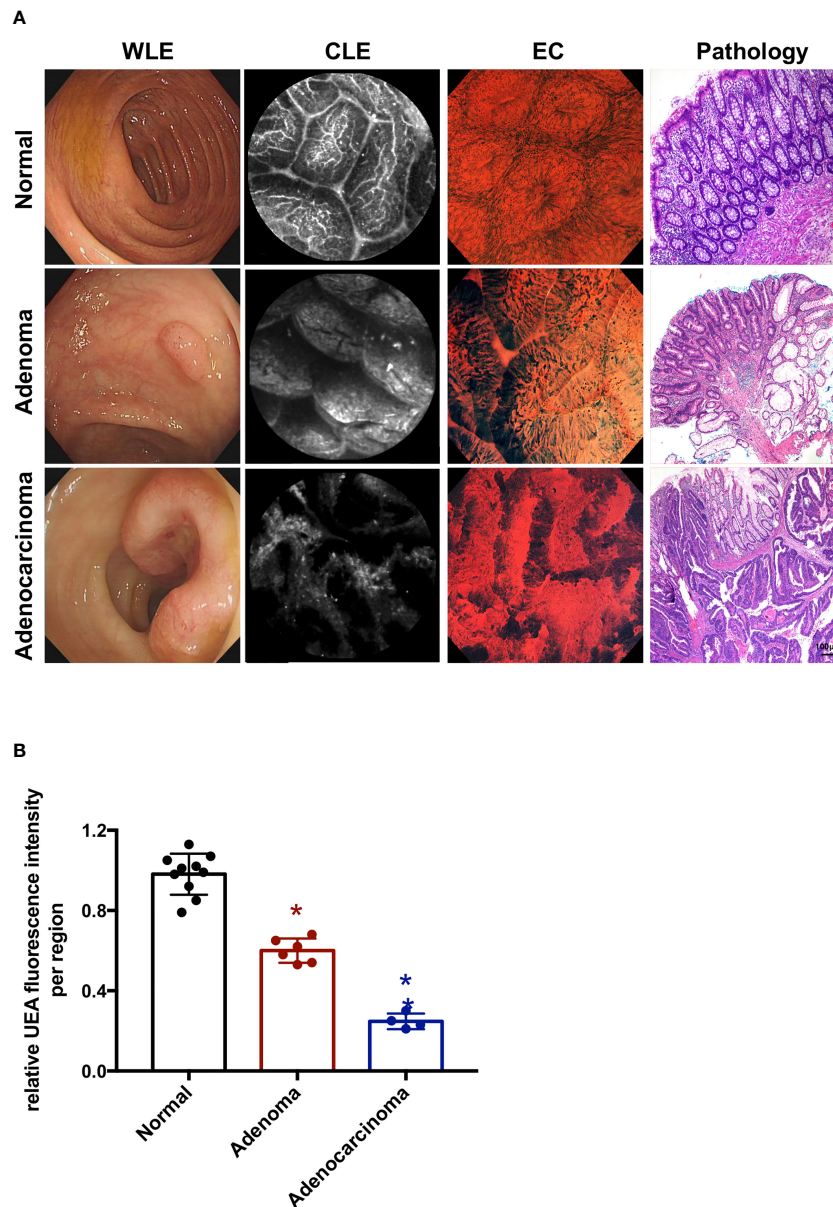 A
WLE CLE EC Pathology
Normal
Adenoma
Adenocarcinoma
100μ
B
relative UEA fluorescence intensity
per region
1.2
0.8
0.4
0.0
*
*
*
Normal
Adenoma
Adenocarcinoma